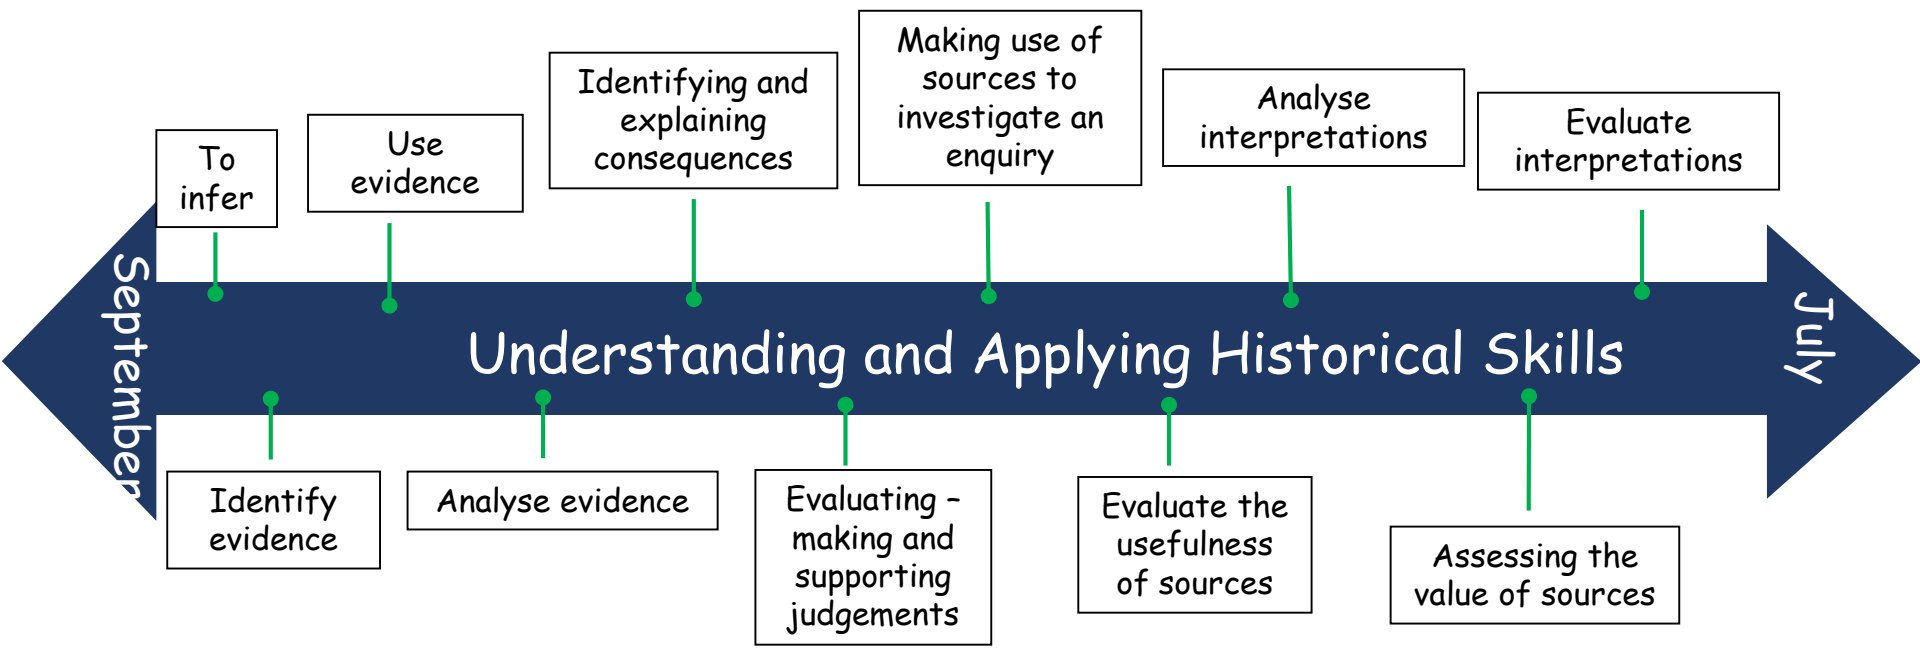 To
infer
Use
evidence
Identifying and
explaining
consequences
Making use of
sources to
investigate an
enquiry
Analyse
interpretations
Evaluate
interpretations
September
Understanding and Applying Historical Skills
July
Identify
evidence
Analyse evidence
Evaluating –
making and
supporting
judgements
Evaluate the
usefulness
of sources
Assessing the
value of sources